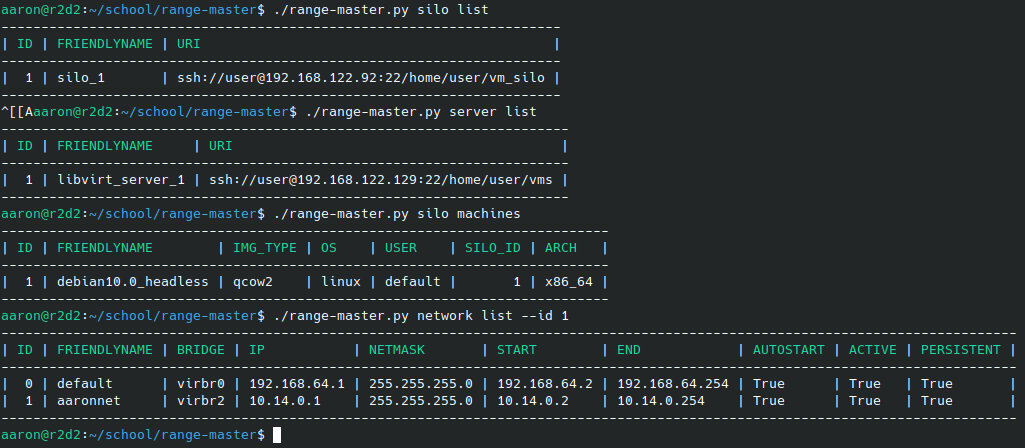 aaron@r2d2:~/school/range-master$ ./range-master.py silo list
----------------------------------------------------------------------
| ID | FRIENDLYNAME | URI                                            |
----------------------------------------------------------------------
|  1 | silo_1       | ssh://user@192.168.122.92:22/home/user/vm_silo |
----------------------------------------------------------------------
^[[Aaaron@r2d2:~/school/range-master$ ./range-master.py server list
-----------------------------------------------------------------------
| ID | FRIENDLYNAME     | URI                                         |
-----------------------------------------------------------------------
|  1 | libvirt_server_1 | ssh://user@192.168.122.129:22/home/user/vms |
-----------------------------------------------------------------------
aaron@r2d2:~/school/range-master$ ./range-master.py silo machines
----------------------------------------------------------------------------
| ID | FRIENDLYNAME        | IMG_TYPE | OS    | USER    | SILO_ID | ARCH   |
----------------------------------------------------------------------------
|  1 | debian10.0_headless | qcow2    | linux | default |       1 | x86_64 |
----------------------------------------------------------------------------
aaron@r2d2:~/school/range-master$ ./range-master.py network list --id 1
-------------------------------------------------------------------------------------------------------------------------------
| ID | FRIENDLYNAME | BRIDGE | IP           | NETMASK       | START        | END            | AUTOSTART | ACTIVE | PERSISTENT |
-------------------------------------------------------------------------------------------------------------------------------
|  0 | default      | virbr0 | 192.168.64.1 | 255.255.255.0 | 192.168.64.2 | 192.168.64.254 | True      | True   | True       |
|  1 | aaronnet     | virbr2 | 10.14.0.1    | 255.255.255.0 | 10.14.0.2    | 10.14.0.254    | True      | True   | True       |
-------------------------------------------------------------------------------------------------------------------------------
aaron@r2d2:~/school/range-master$